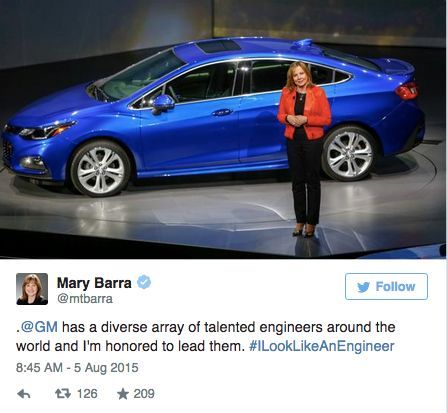 Mary Barra
@mtbarra
Follow
.@GM has a diverse array of talented engineers around the
world and I'm honored to lead them. #ILookLikeAnEngineer
8:45 AM - 5 Aug 2015
126 209